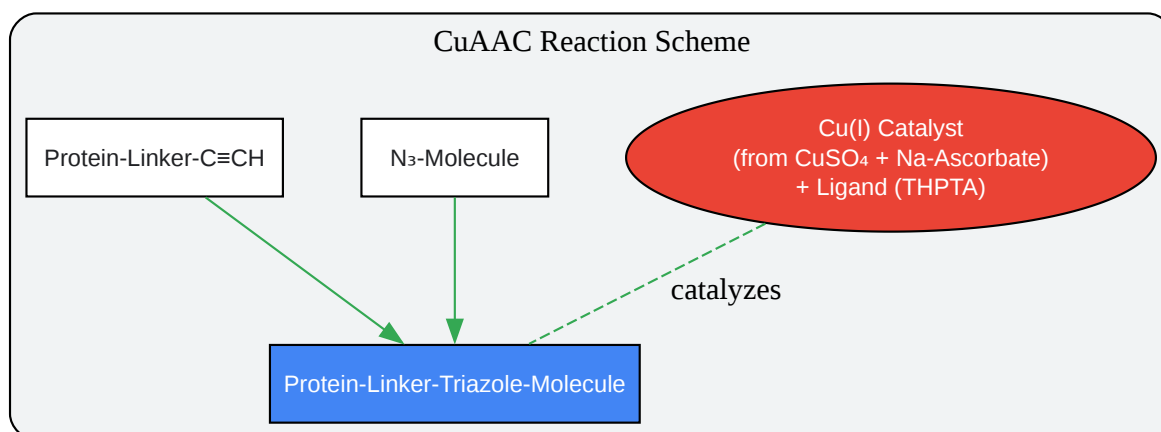 CuAAC Reaction Scheme
Protein-Linker-C≡CH
N₃-Molecule
Cu(I) Catalyst
(from CuSO₄ + Na-Ascorbate)
+ Ligand (THPTA)
catalyzes
Protein-Linker-Triazole-Molecule